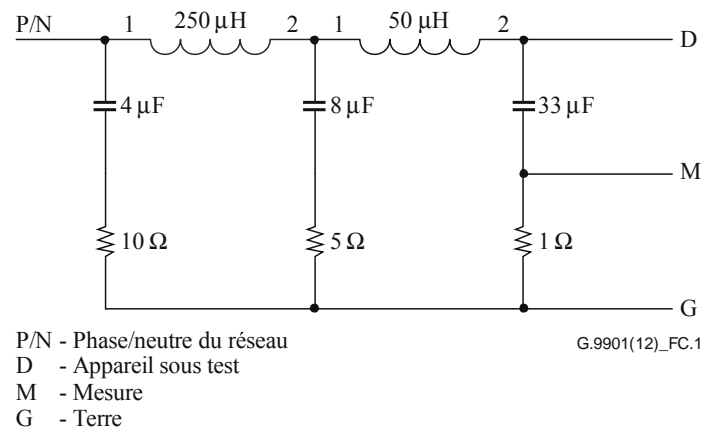 P/N 1 250 µH 2 1 50 µH 2 D
4 µF 8 µF 33 µF
M
10 Ω 5 Ω 1 Ω
G
P/N - Phase/neutre du réseau G.9901(12)_FC.1
D - Appareil sous test
M - Mesure
G - Terre